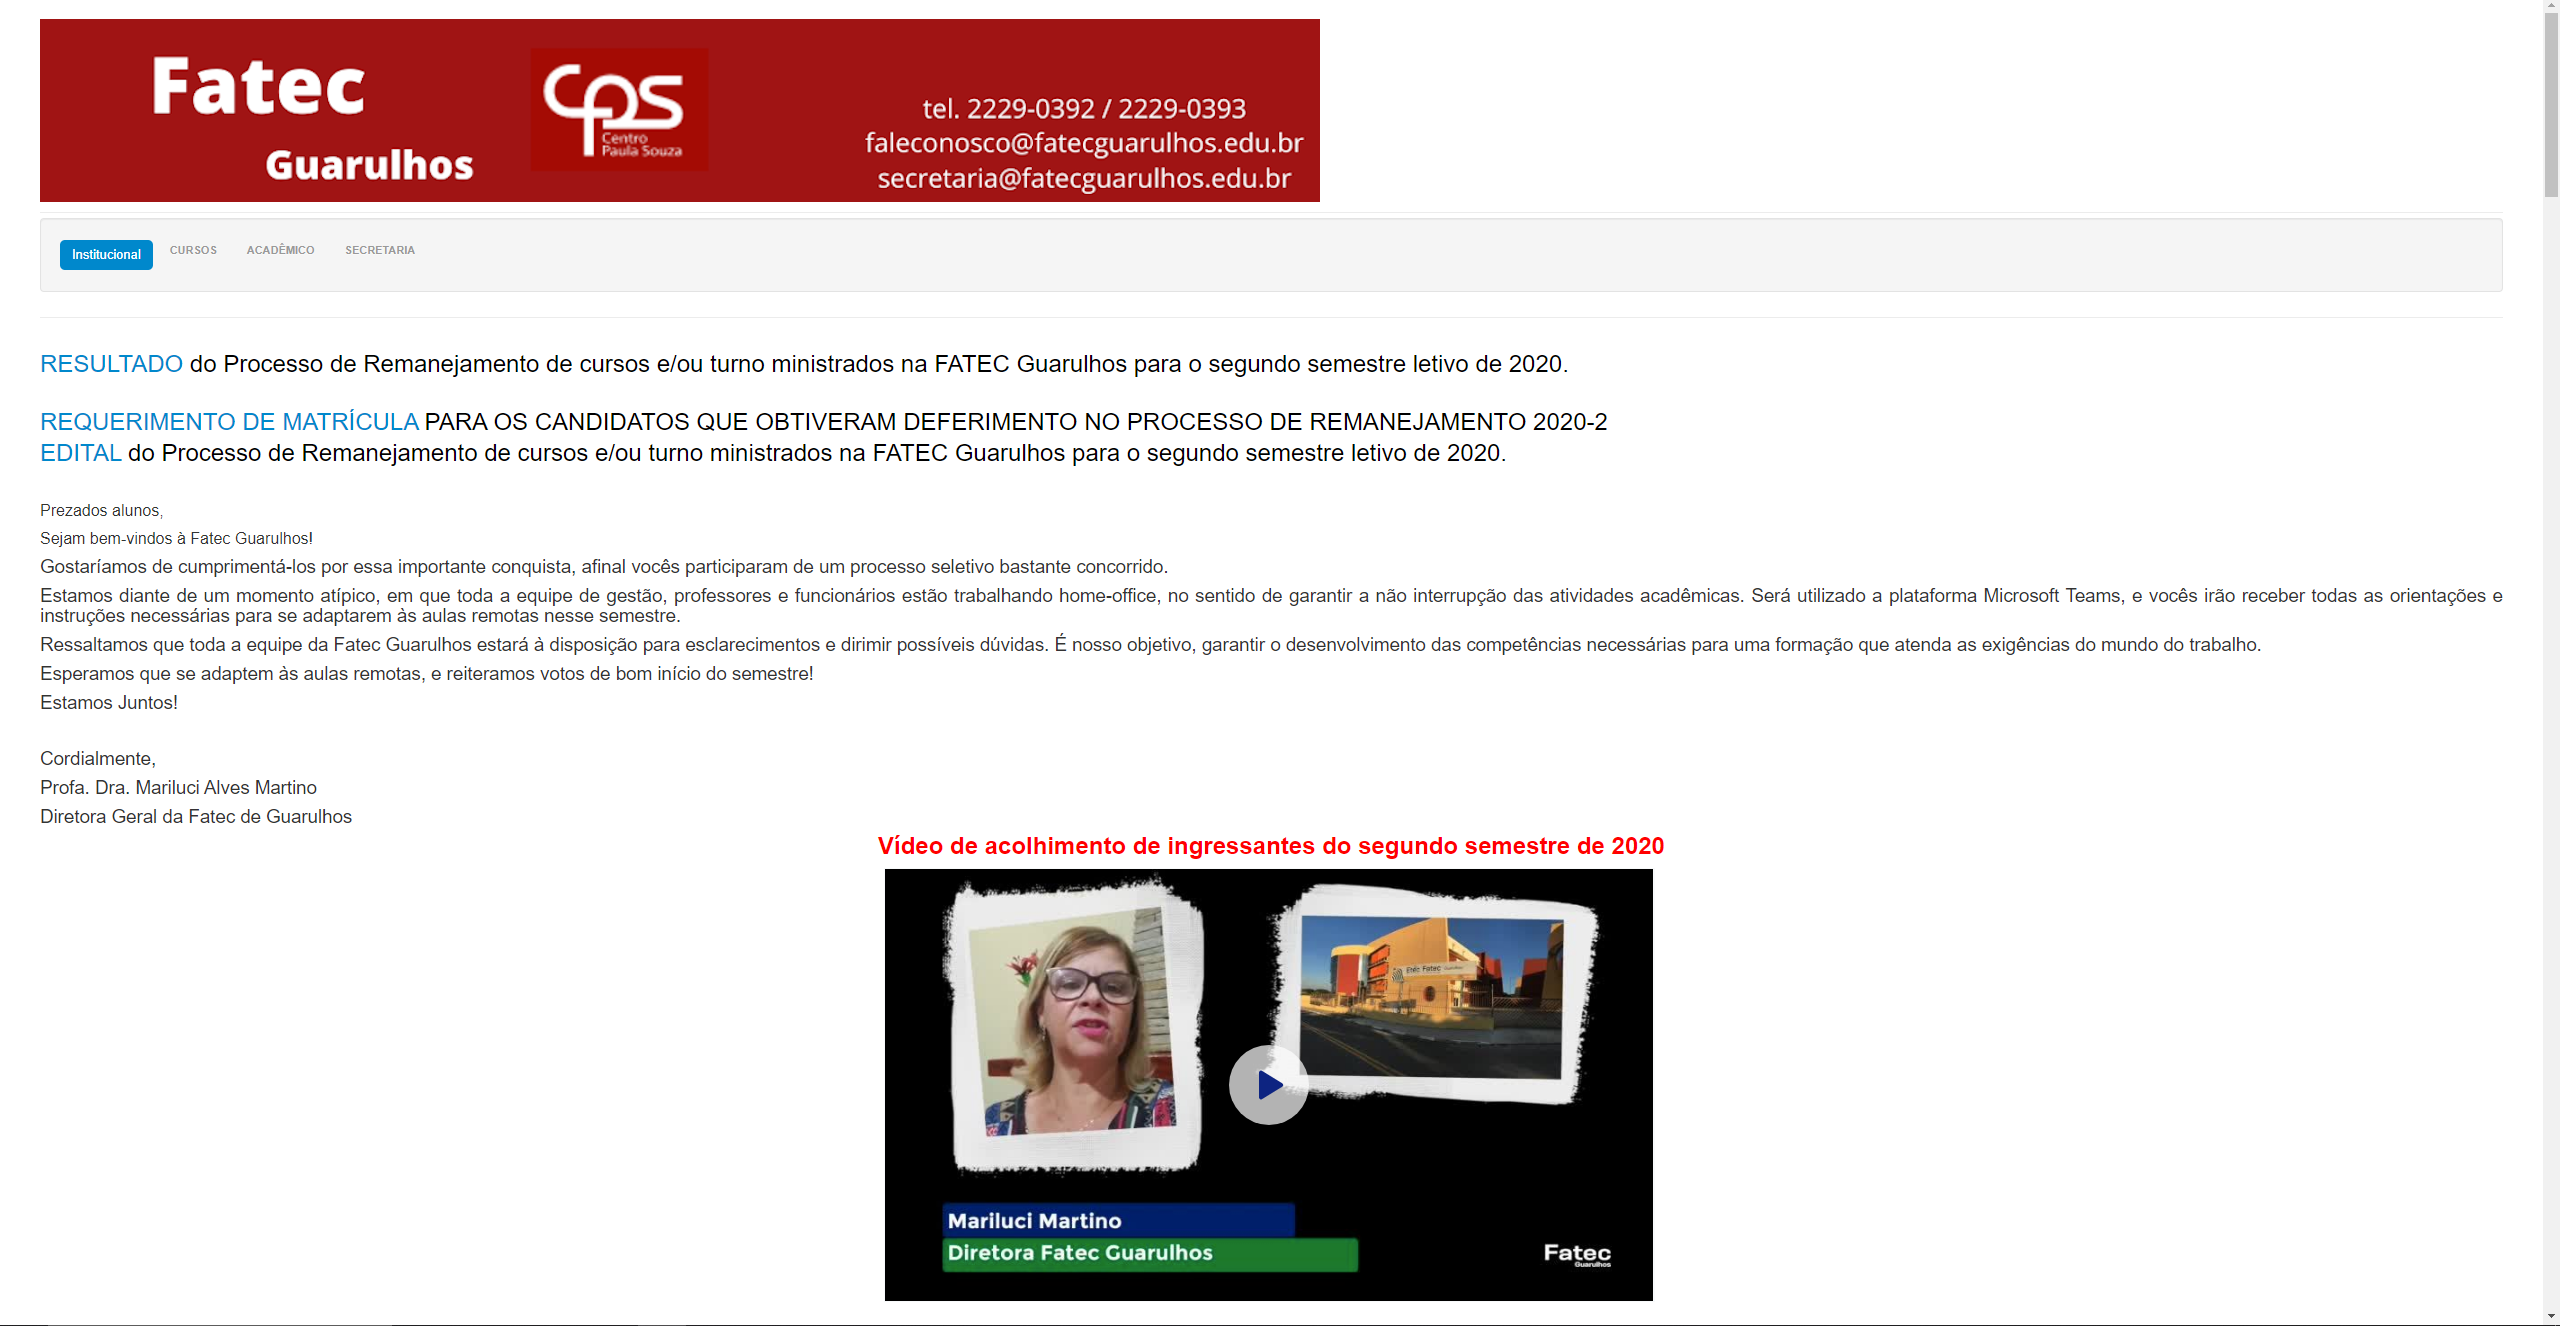 Fatec
Guarulhos
CPS
Centro
Paula Souza
tel. 2229-0392 / 2229-0393
faleconosco@fatecguarulhos.edu.br
secretaria@fatecguarulhos.edu.br
Institucional CURSOS ACADÊMICO SECRETARIA
RESULTADO do Processo de Remanejamento de cursos e/ou turno ministrados na FATEC Guarulhos para o segundo semestre letivo de 2020.
REQUERIMENTO DE MATRÍCULA PARA OS CANDIDATOS QUE OBTIVERAM DEFERIMENTO NO PROCESSO DE REMANEJAMENTO 2020-2
EDITAL do Processo de Remanejamento de cursos e/ou turno ministrados na FATEC Guarulhos para o segundo semestre letivo de 2020.
Prezados alunos,
Sejam bem-vindos à Fatec Guarulhos!
Gostaríamos de cumprimentá-los por essa importante conquista, afinal vocês participaram de um processo seletivo bastante concorrido.
Estamos diante de um momento atípico, em que toda a equipe de gestão, professores e funcionários estão trabalhando home-office, no sentido de garantir a não interrupção das atividades acadêmicas. Será utilizado a plataforma Microsoft Teams, e vocês irão receber todas as orientações e
instruções necessárias para se adaptarem às aulas remotas nesse semestre.
Ressaltamos que toda a equipe da Fatec Guarulhos estará à disposição para esclarecimentos e dirimir possíveis dúvidas. É nosso objetivo, garantir o desenvolvimento das competências necessárias para uma formação que atenda as exigências do mundo do trabalho.
Esperamos que se adaptem às aulas remotas, e reiteramos votos de bom início do semestre!
Estamos Juntos!
Cordialmente,
Profa. Dra. Mariluci Alves Martino
Diretora Geral da Fatec de Guarulhos
Vídeo de acolhimento de ingressantes do segundo semestre de 2020
Etec Fatec
Mariluci Martino
Diretora Fatec Guarulhos
Fatec
Guarulhos